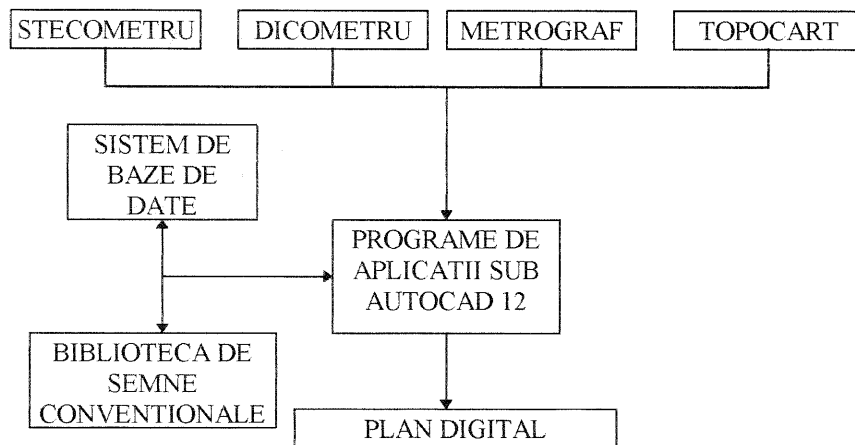 STECOMETRU
DICOMETRU
METROGRAF
TOPOCART
SISTEM DE
BAZE DE
DATE
PROGRAME DE
APLICATII SUB
AUTOCAD 12
BIBLIOTECA DE
SEMNE
CONVENTIONALE
PLAN DIGITAL